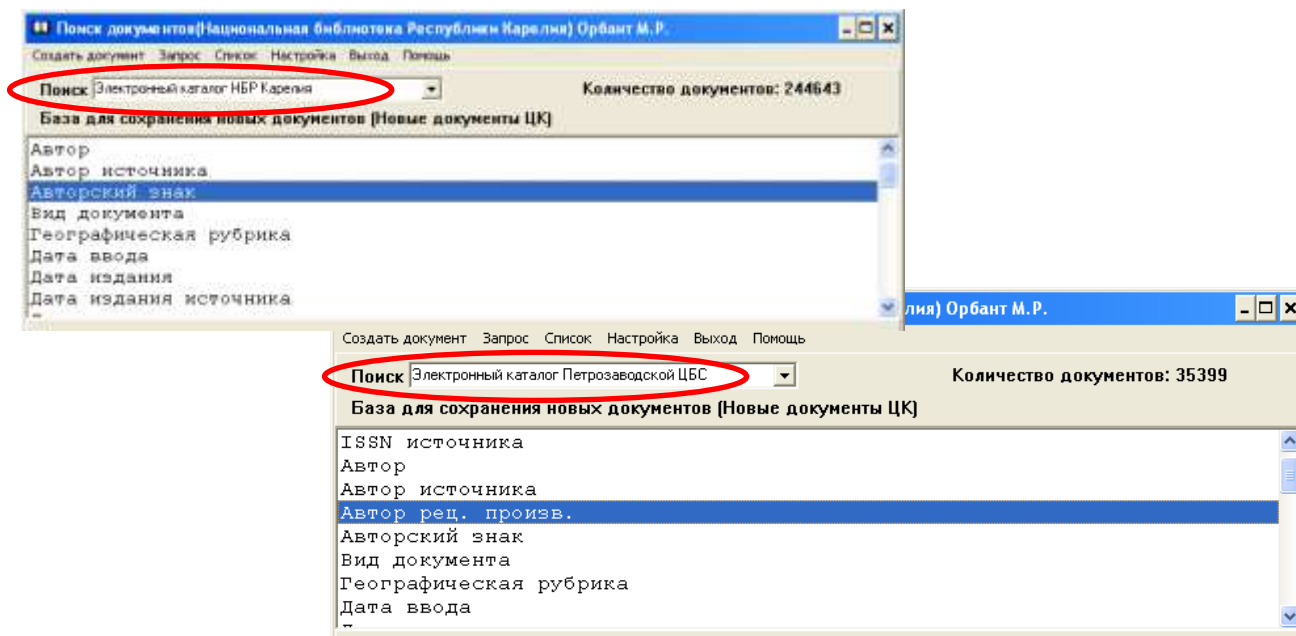 Поиск документов(Национальная библиотека Республики Карелия) Орбант М.Р.
Создать документ Запрос Список Настройка Выход Помощь
Поиск Электронный каталог НБР Карелия Количество документов: 244643
База для сохранения новых документов (Новые документы ЦК)
Автор
Автор источника
Авторский знак
Вид документа
Географическая рубрика
Дата ввода
Дата издания
Дата издания источника
лия) Орбант М.Р.
Создать документ Запрос Список Настройка Выход Помощь
Поиск Электронный каталог Петрозаводской ЦБС Количество документов: 35399
База для сохранения новых документов (Новые документы ЦК)
ISSN источника
Автор
Автор источника
Автор рец. произв.
Авторский знак
Вид документа
Географическая рубрика
Дата ввода